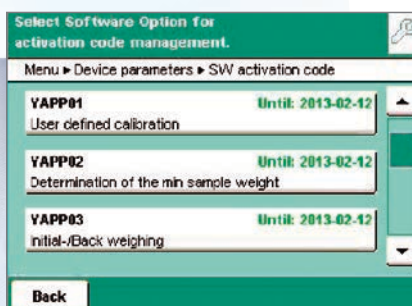 Select Software Option for
activation code management.
Menu ▸ Device parameters ▸ SW activation code
YAPP01 Until: 2013-02-12
User defined calibration
YAPP02 Until: 2013-02-12
Determination of the min sample weight
YAPP03 Until: 2013-02-12
Initial-/Back weighing
Back